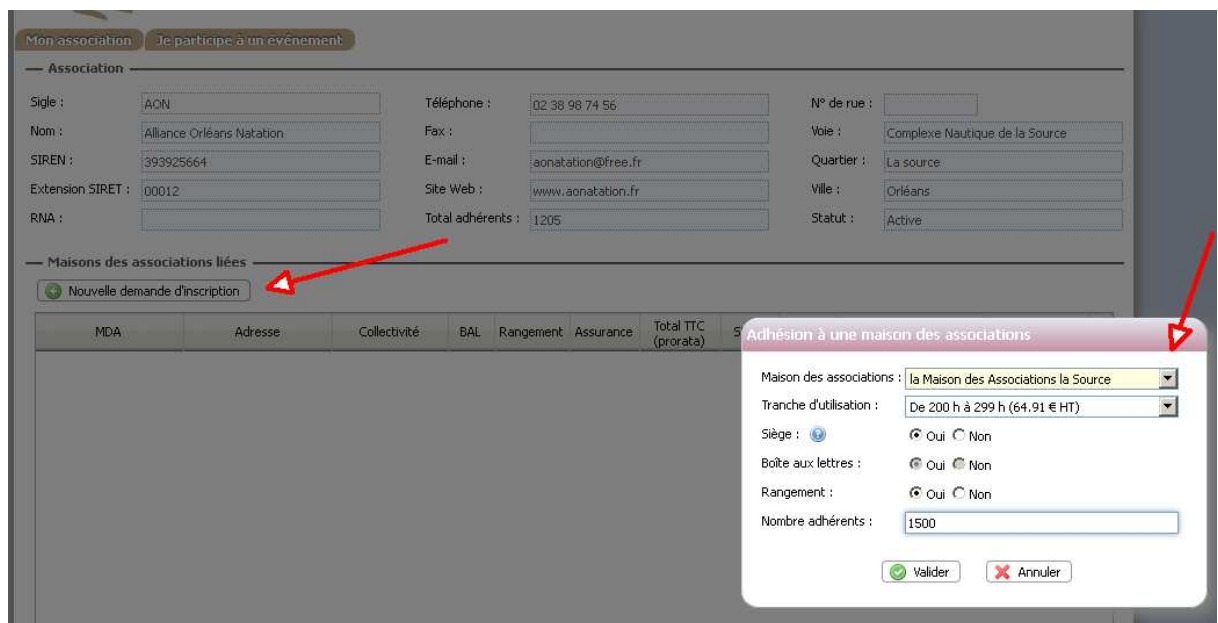 Mon association Je participe à un événement
Association
Sigle : AON Téléphone : 02 38 98 74 56 N° de rue :
Nom : Alliance Orléans Natation Fax : Voie : Complexe Nautique de la Source
SIREN : 393925664 E-mail : aonatation@free.fr Quartier : La source
Extension SIRET : 00012 Site Web : www.aonatation.fr Ville : Orléans
RNA : Total adhérents : 1205 Statut : Active
Maisons des associations liées
Nouvelle demande d'inscription
MDA Adresse Collectivité BAL Rangement Assurance Total TTC (prorata)
Adhésion à une maison des associations
Maison des associations : la Maison des Associations la Source
Tranche d'utilisation : De 200 h à 299 h (64.91 € HT)
Siège : Oui Non
Boîte aux lettres : Oui Non
Rangement : Oui Non
Nombre adhérents : 1500
Valider Annuler